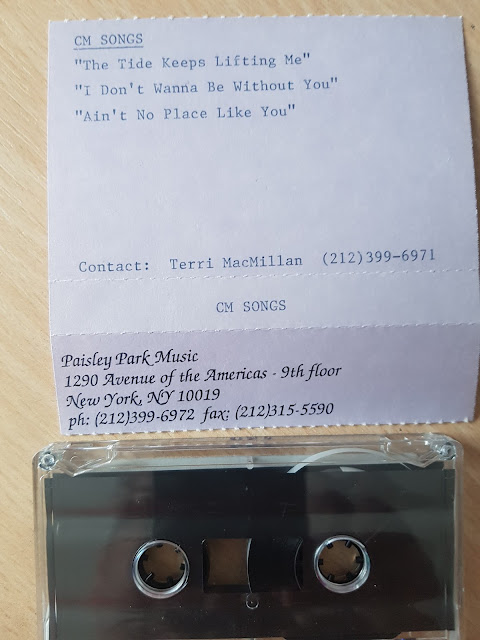 CM SONGS
"The Tide Keeps Lifting Me"
"I Don't Wanna Be Without You"
"Ain't No Place Like You"
Contact: Terri MacMillan (212)399-6971
CM SONGS
Paisley Park Music
1290 Avenue of the Americas - 9th floor
New York, NY 10019
ph: (212)399-6972 fax: (212)315-5590